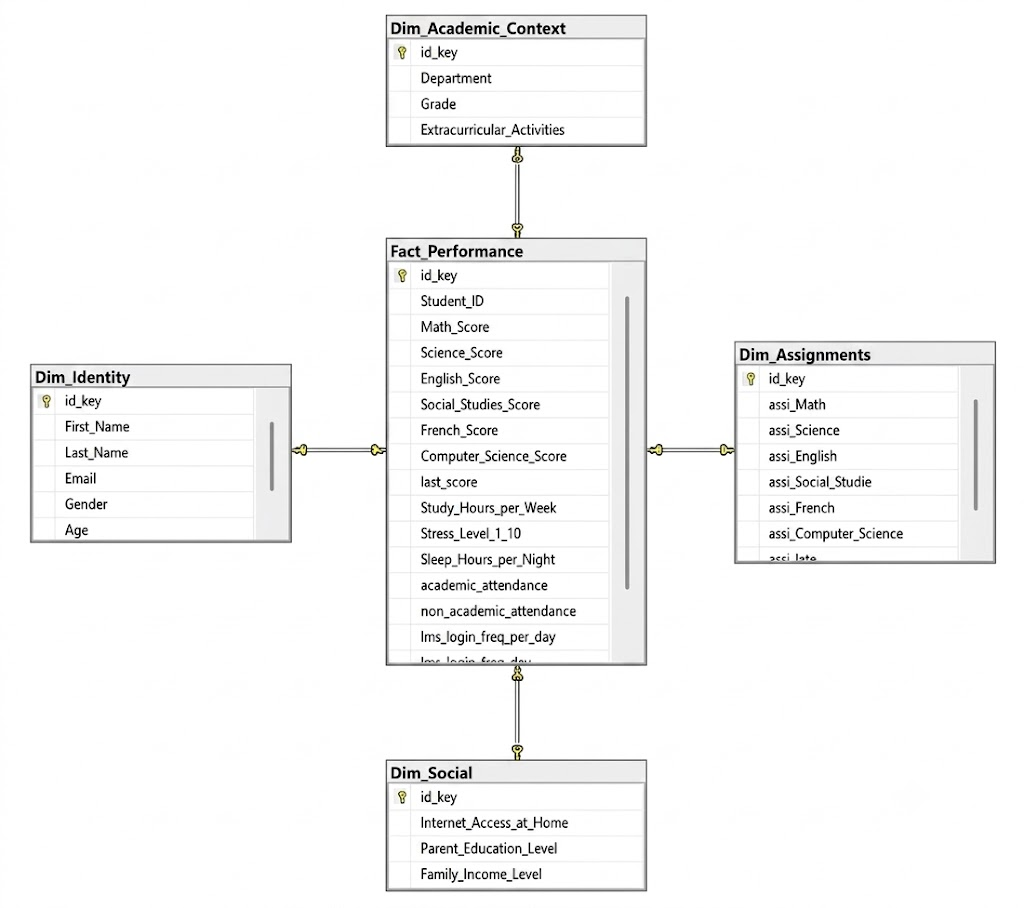 Dim_Academic_Context
id_key
Department
Grade
Extracurricular_Activities
Fact_Performance
id_key
Student_ID
Math_Score
Science_Score
English_Score
Social_Studies_Score
French_Score
Computer_Science_Score
last_score
Study_Hours_per_Week
Stress_Level_1_10
Sleep_Hours_per_Night
academic_attendance
non_academic_attendance
lms_login_freq_per_day
Dim_Identity
id_key
First_Name
Last_Name
Email
Gender
Age
Dim_Assignments
id_key
assi_Math
assi_Science
assi_English
assi_Social_Studie
assi_French
assi_Computer_Science
Dim_Social
id_key
Internet_Access_at_Home
Parent_Education_Level
Family_Income_Level